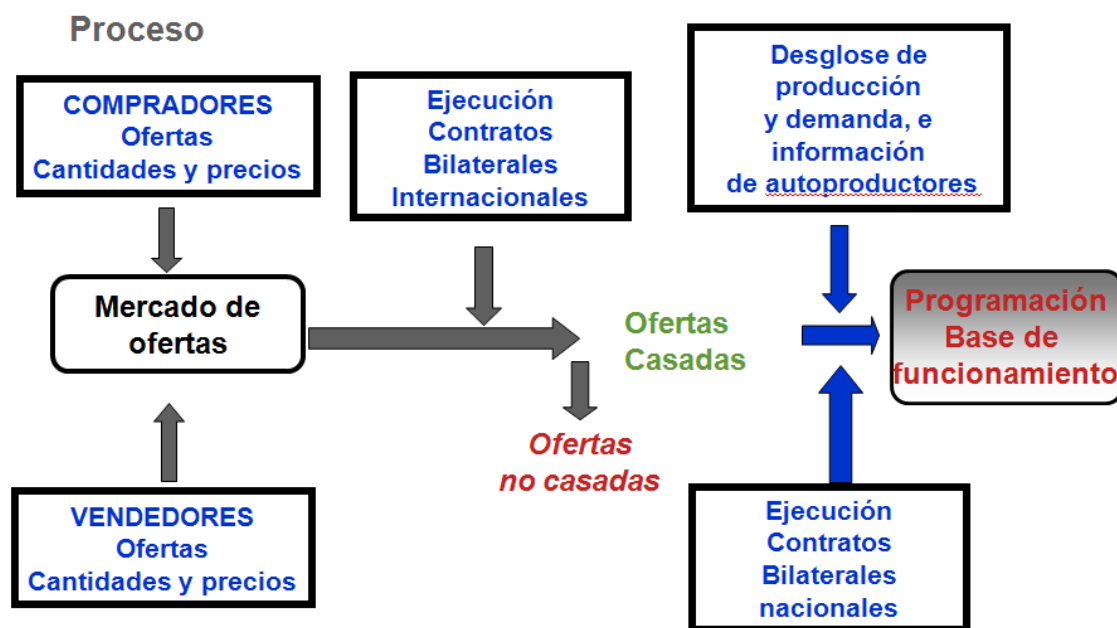 Proceso
COMPRADORES
Ofertas
Cantidades y precios
Ejecución
Contratos
Bilaterales
Internacionales
Desglose de
producción
y demanda, e
información
de autoproductores
Mercado de
ofertas
Ofertas
Casadas
Programación
Base de
funcionamiento
Ofertas
no casadas
VENDEDORES
Ofertas
Cantidades y precios
Ejecución
Contratos
Bilaterales
nacionales